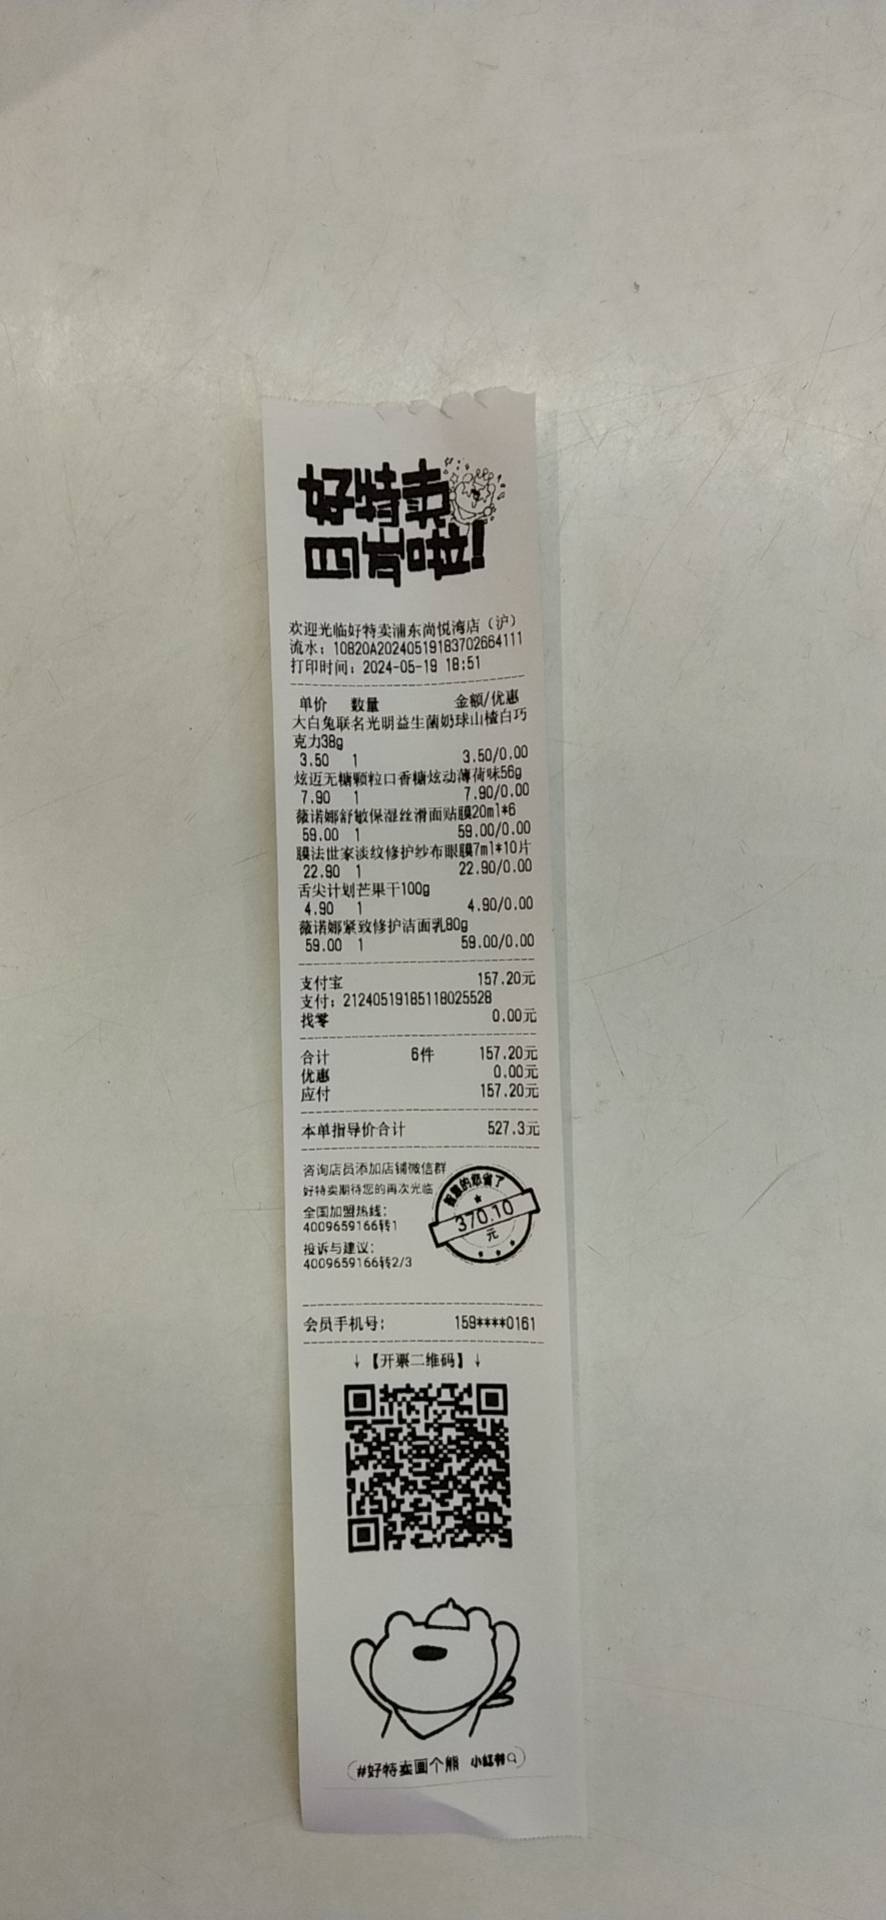 好特卖
欢迎光临好特卖浦东尚悦湾店（沪）
流水：10820A20240519183702664111
打印时间：2024-05-19 18:51
单价 数量 金额/优惠
大白兔联名光明益生菌奶球山楂白巧
克力38g
3.50 1 3.50/0.00
炫迈无糖颗粒口香糖炫动薄荷味56g
7.90 1 7.90/0.00
薇诺娜舒敏保湿丝滑面贴膜20ml*6
59.00 1 59.00/0.00
膜法世家淡纹修护纱布眼膜7ml*10片
22.90 1 22.90/0.00
舌尖计划芒果干100g
4.90 1 4.90/0.00
薇诺娜紧致修护洁面乳80g
59.00 1 59.00/0.00
支付宝 157.20元
支付：21240519185118025528
找零 0.00元
合计 6件 157.20元
优惠 0.00元
应付 157.20元
本单指导价合计 527.3元
咨询店员添加店铺微信群
好特卖期待您的再次光临
全国加盟热线：
4009659166转1
投诉与建议：
4009659166转2/3
370.10
元
会员手机号： 159****0161
↓【开票二维码】↓
#好特卖画个熊 小红书